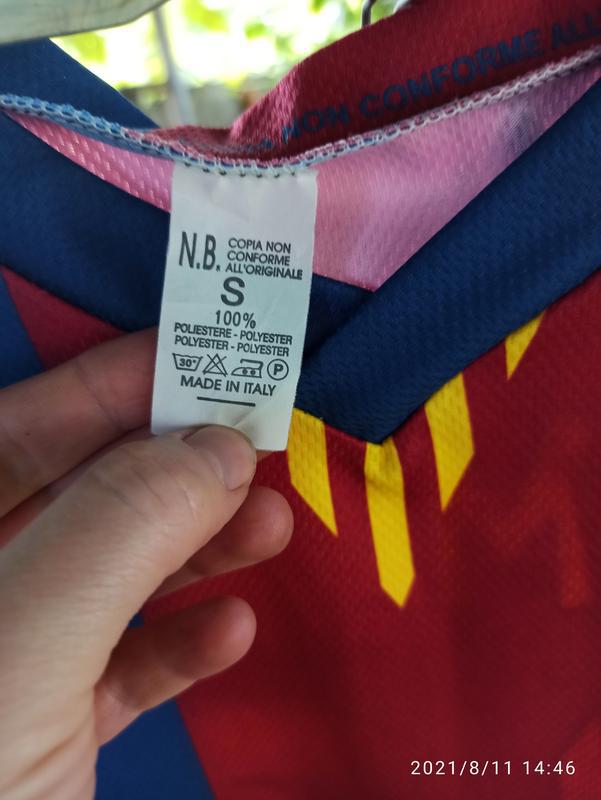 NON CONFORME ALL
N.B. COPIA NON
CONFORME
ALL'ORIGINALE
S
100%
POLIESTERE - POLYESTER
POLYESTER - POLYESTER
30° P
MADE IN ITALY
2021/8/11 14:46